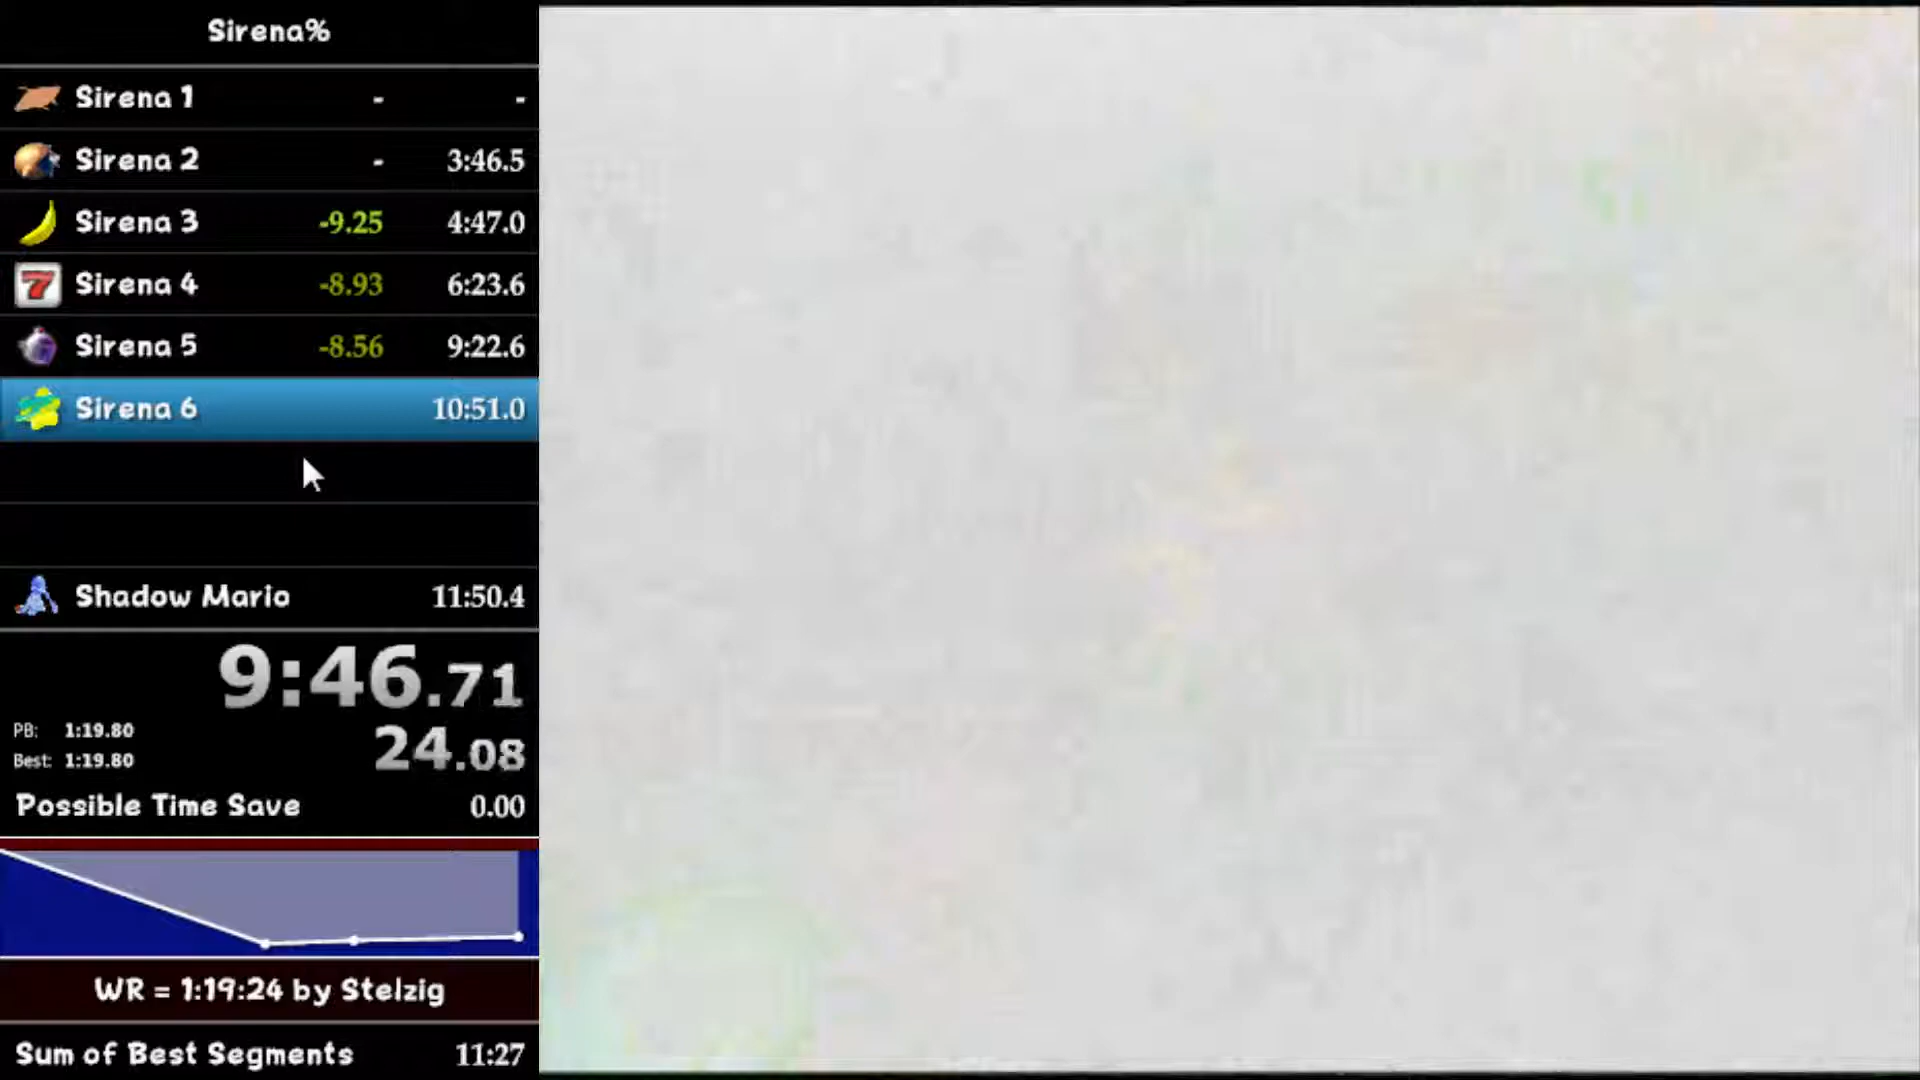 Sirena%
Sirena 1 - -
Sirena 2 - 3:46.5
Sirena 3 -9.25 4:47.0
7 Sirena 4 -8.93 6:23.6
Sirena 5 -8.56 9:22.6
Sirena 6 10:51.0
Shadow Mario 11:50.4
9:46.71
PB: 1:19.80
24.08
Best: 1:19.80
Possible Time Save 0.00
WR = 1:19:24 by Stelzig
Sum of Best Segments 11:27